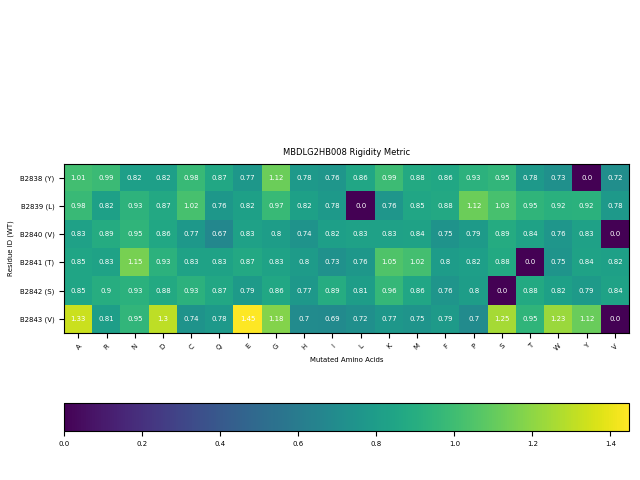 MBDLG2HB008 Rigidity Metric
Residue ID (WT)
B2838 (Y) 1.01 0.99 0.82 0.82 0.98 0.87 0.77 1.12 0.78 0.76 0.86 0.99 0.88 0.86 0.93 0.95 0.78 0.73 0.0 0.72
B2839 (L) 0.98 0.82 0.93 0.87 1.02 0.76 0.82 0.97 0.82 0.78 0.0 0.76 0.85 0.88 1.12 1.03 0.95 0.92 0.92 0.78
B2840 (V) 0.83 0.89 0.95 0.86 0.77 0.67 0.83 0.8 0.74 0.82 0.83 0.83 0.84 0.75 0.79 0.89 0.84 0.76 0.83 0.0
B2841 (T) 0.85 0.83 1.15 0.93 0.83 0.83 0.87 0.83 0.8 0.73 0.76 1.05 1.02 0.8 0.82 0.88 0.0 0.75 0.84 0.82
B2842 (S) 0.85 0.9 0.93 0.88 0.93 0.87 0.79 0.86 0.77 0.89 0.81 0.96 0.86 0.76 0.8 0.0 0.88 0.82 0.79 0.84
B2843 (V) 1.33 0.81 0.95 1.3 0.74 0.78 1.45 1.18 0.7 0.69 0.72 0.77 0.75 0.79 0.7 1.25 0.95 1.23 1.12 0.0
A R N D C Q E G H I L K M F P S T W Y V
Mutated Amino Acids
0.0 0.2 0.4 0.6 0.8 1.0 1.2 1.4